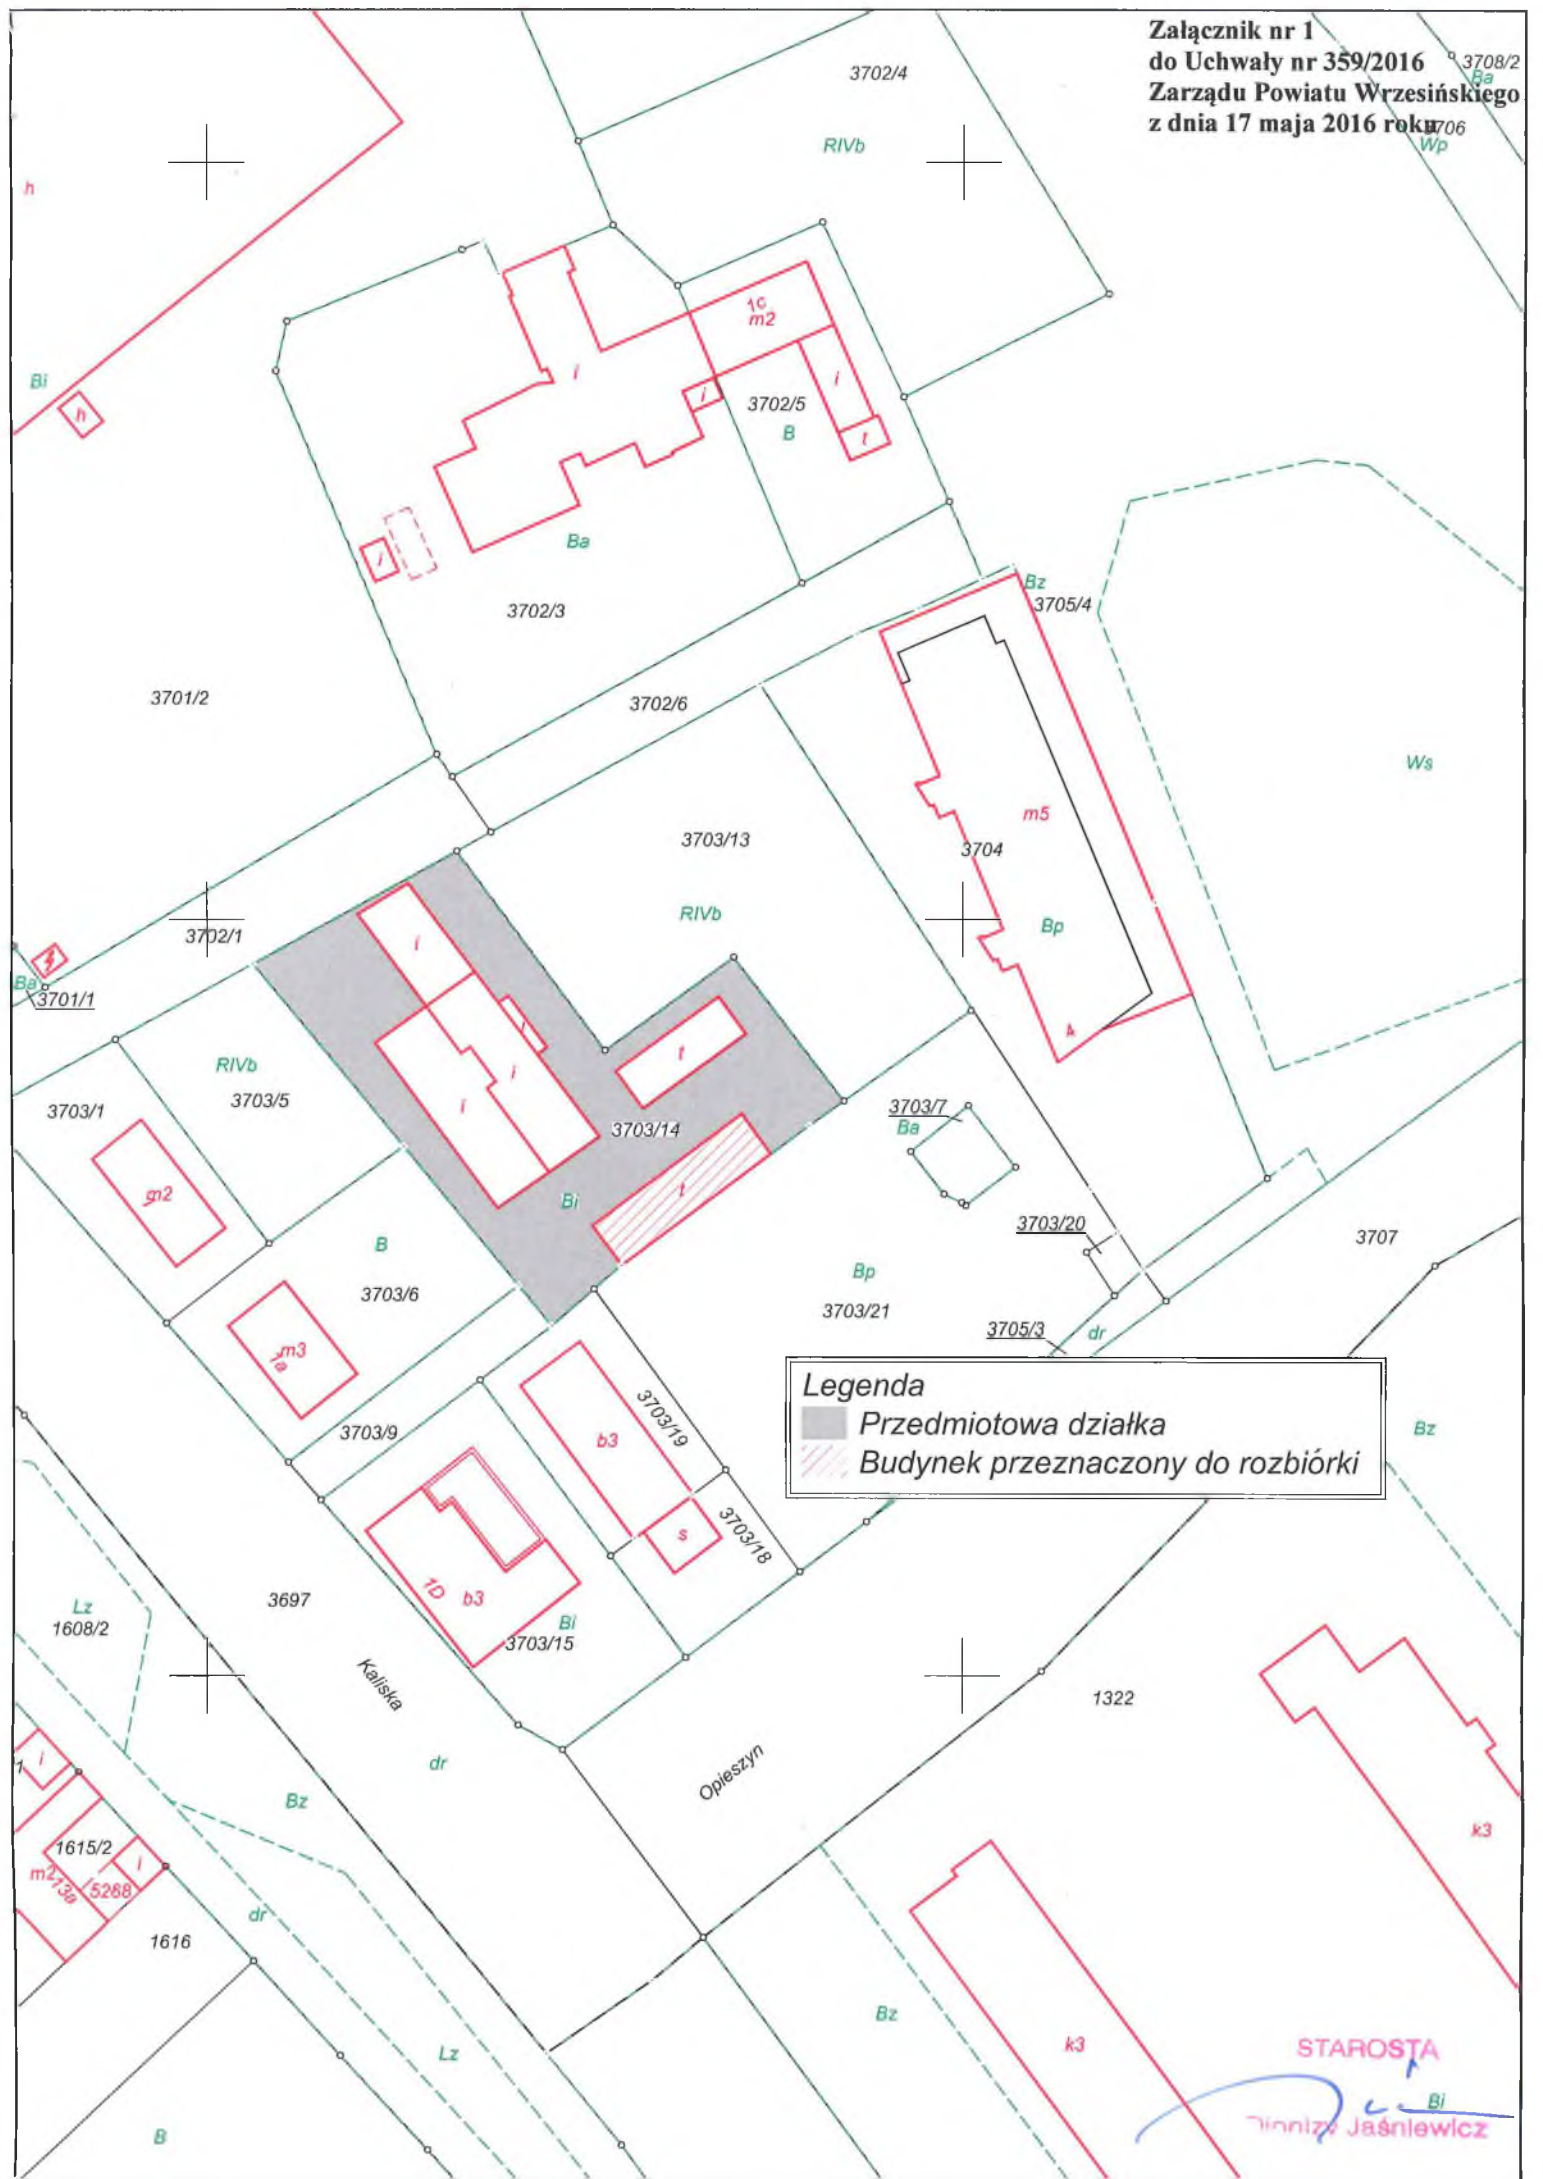 Załącznik nr 1
do Uchwały nr 359/2016
Zarządu Powiatu Wrzesińskiego
z dnia 17 maja 2016 roku
3708/2
Ba
3706
Wp
3702/4
RIVb
h
1c
m2
i
Bi
h
i
3702/5
i
B
t
Ba
i
3702/3
Bz
3705/4
3701/2
3702/6
Ws
m5
3703/13
3704
RIVb
Bp
3702/1
i
Ba
3701/1
4
i
t
i
RIVb
3703/5
i
3703/1
3703/14
3703/7
Ba
m2
t
Bi
3703/20
3707
B
Bp
3703/6
3703/21
3705/3
dr
m3
1a
Legenda
Przedmiotowa działka
Budynek przeznaczony do rozbiórki
3703/19
3703/9
b3
Bz
s
3703/18
3697
1D
b3
Lz
1608/2
Bi
3703/15
Kaliska
1322
i
dr
Opieszyn
Bz
k3
1615/2
m2
13a
i
5268
dr
1616
Bz
k3
Lz
B
STAROSTA
Bi
Dionizy Jaśniewicz